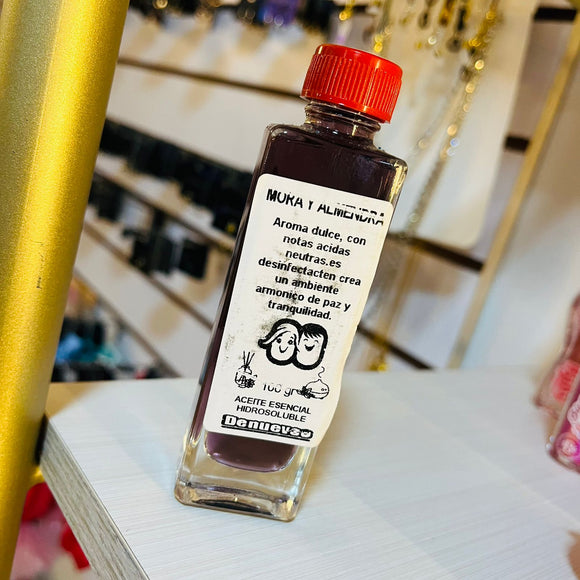 MORA Y ALMENDRA
Aroma dulce, con
notas acidas
neutras.es
desinfectacten crea
un ambiente
armonico de paz y
tranquilidad.
100 gr
ACEITE ESENCIAL
HIDROSOLUBLE